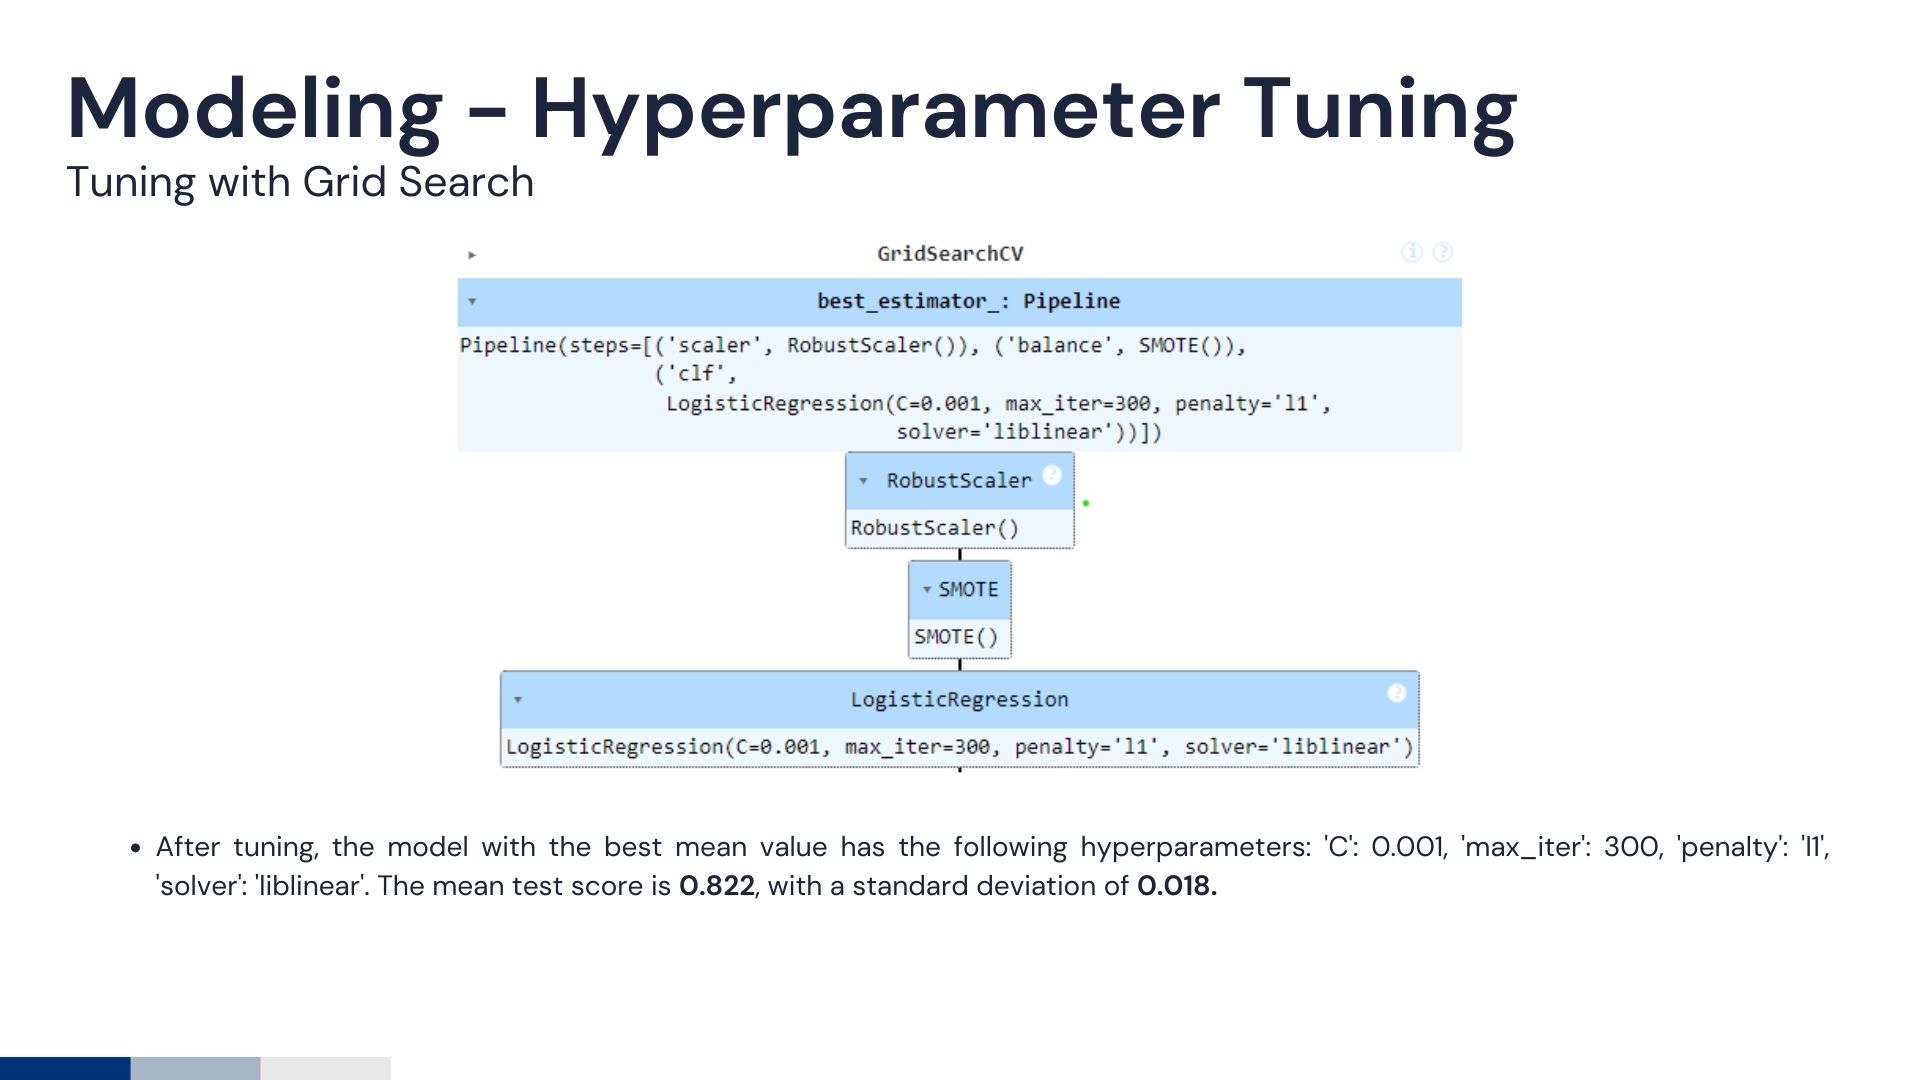 Modeling - Hyperparameter Tuning
Tuning with Grid Search
GridSearchCV
best_estimator_: Pipeline
Pipeline(steps=[('scaler', RobustScaler()), ('balance', SMOTE()),
('clf',
LogisticRegression(C=0.001, max_iter=300, penalty='l1',
solver='liblinear'))])
RobustScaler
RobustScaler()
SMOTE
SMOTE()
LogisticRegression
LogisticRegression(C=0.001, max_iter=300, penalty='l1', solver='liblinear')
• After tuning, the model with the best mean value has the following hyperparameters: 'C': 0.001, 'max_iter': 300, 'penalty': 'l1',
'solver': 'liblinear'. The mean test score is 0.822, with a standard deviation of 0.018.